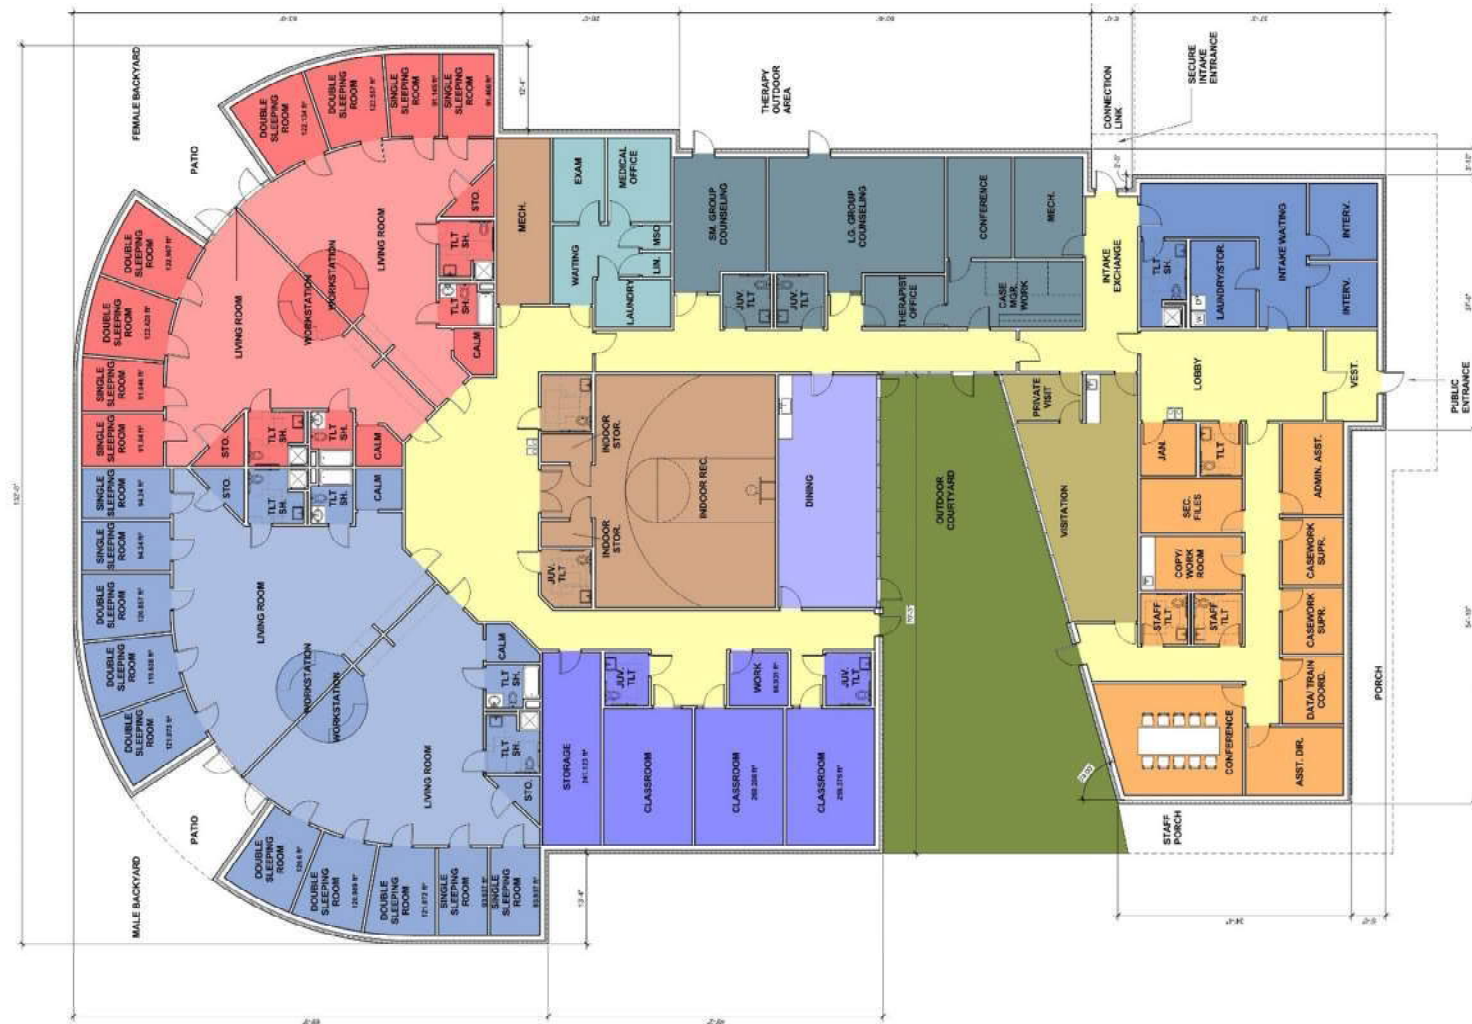 FEMALE BACKYARD
PATIO
DOUBLE
SLEEPING
ROOM
DOUBLE
SLEEPING
ROOM
SINGLE
SLEEPING
ROOM
SINGLE
SLEEPING
ROOM
DOUBLE
SLEEPING
ROOM
DOUBLE
SLEEPING
ROOM
SINGLE
SLEEPING
ROOM
SINGLE
SLEEPING
ROOM
LIVING ROOM
WORKSTATION
WORKSTATION
LIVING ROOM
STO.
TLT
SH.
TLT
SH.
CALM
STO.
TLT
SH.
TLT
SH.
CALM
SINGLE
SLEEPING
ROOM
SINGLE
SLEEPING
ROOM
DOUBLE
SLEEPING
ROOM
DOUBLE
SLEEPING
ROOM
DOUBLE
SLEEPING
ROOM
STO.
TLT
SH.
TLT
SH.
CALM
LIVING ROOM
WORKSTATION
WORKSTATION
LIVING ROOM
CALM
TLT
SH.
TLT
SH.
STO.
PATIO
MALE BACKYARD
DOUBLE
SLEEPING
ROOM
DOUBLE
SLEEPING
ROOM
DOUBLE
SLEEPING
ROOM
SINGLE
SLEEPING
ROOM
SINGLE
SLEEPING
ROOM
MECH.
EXAM
MEDICAL
OFFICE
WAITING
MSO
LIN.
LAUNDRY
THERAPY
OUTDOOR
AREA
SM. GROUP
COUNSELING
LG. GROUP
COUNSELING
CONFERENCE
MECH.
JUV.
TLT
JUV.
TLT
THERAPIST
OFFICE
CASE
MGR.
WORK
INDOOR
STOR.
INDOOR
STOR.
JUV.
TLT
INDOOR REC.
DINING
STORAGE
JUV.
TLT
WORK
JUV.
TLT
CLASSROOM
CLASSROOM
CLASSROOM
OUTDOOR
COURTYARD
PRIVATE
VISIT
VISITATION
CONNECTION
LINK
SECURE
INTAKE
ENTRANCE
INTAKE
EXCHANGE
TLT
SH.
LAUNDRY/STOR.
INTAKE WAITING
INTERV.
INTERV.
LOBBY
VEST.
PUBLIC
ENTRANCE
JAN.
TLT
SEC.
FILES
COPY/
WORK
ROOM
STAFF
TLT
STAFF
TLT
ADMIN. ASST.
CASEWORK
SUPR.
CASEWORK
SUPR.
DATA/ TRAIN
COORD.
CONFERENCE
ASST. DIR.
PORCH
STAFF
PORCH